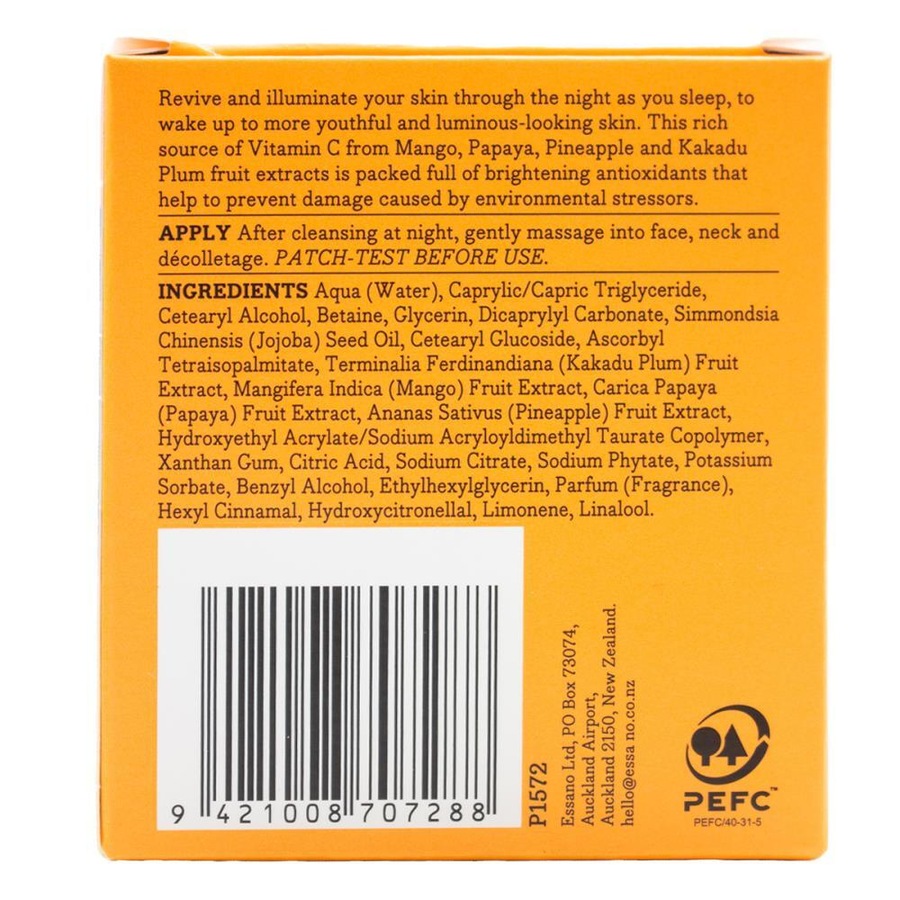 Revive and illuminate your skin through the night as you sleep, to
wake up to more youthful and luminous-looking skin. This rich
source of Vitamin C from Mango, Papaya, Pineapple and Kakadu
Plum fruit extracts is packed full of brightening antioxidants that
help to prevent damage caused by environmental stressors.
APPLY After cleansing at night, gently massage into face, neck and
décolletage. PATCH-TEST BEFORE USE.
INGREDIENTS Aqua (Water), Caprylic/Capric Triglyceride,
Cetearyl Alcohol, Betaine, Glycerin, Dicaprylyl Carbonate, Simmondsia
Chinensis (Jojoba) Seed Oil, Cetearyl Glucoside, Ascorbyl
Tetraisopalmitate, Terminalia Ferdinandiana (Kakadu Plum) Fruit
Extract, Mangifera Indica (Mango) Fruit Extract, Carica Papaya
(Papaya) Fruit Extract, Ananas Sativus (Pineapple) Fruit Extract,
Hydroxyethyl Acrylate/Sodium Acryloyldimethyl Taurate Copolymer,
Xanthan Gum, Citric Acid, Sodium Citrate, Sodium Phytate, Potassium
Sorbate, Benzyl Alcohol, Ethylhexylglycerin, Parfum (Fragrance),
Hexyl Cinnamal, Hydroxycitronellal, Limonene, Linalool.
9 421008 707288
P1572
Essano Ltd, PO Box 73074,
Auckland Airport,
Auckland 2150, New Zealand.
hello@essa no.co.nz
PEFC™
PEFC/40-31-5